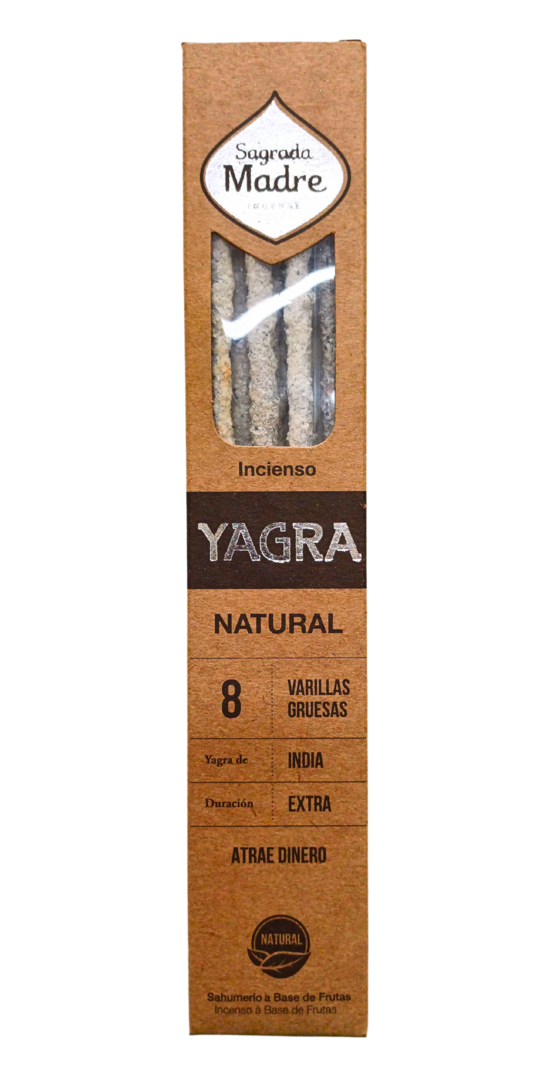 Sagrada
Madre
INCENSE
Incienso
YAGRA
NATURAL
8
VARILLAS
GRUESAS
Yagra de
INDIA
Duración
EXTRA
ATRAE DINERO
NATURAL
Sahumerio a Base de Frutas
Incenso à Base de Frutas